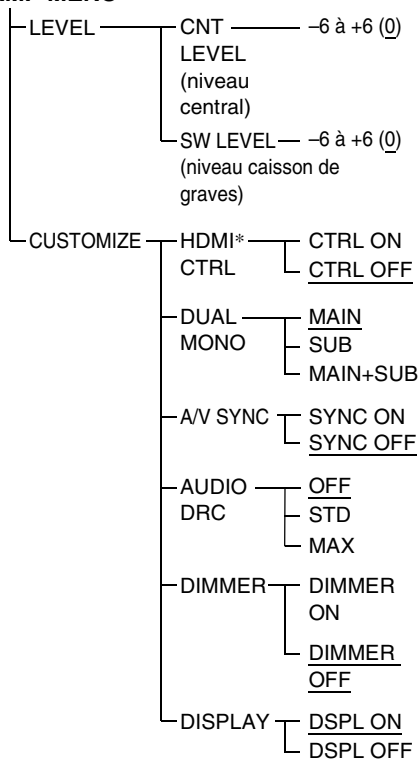 LEVEL
CNT LEVEL (niveau central)
–6 à +6 (0)
SW LEVEL (niveau caisson de graves)
–6 à +6 (0)
CUSTOMIZE
HDMI* CTRL
CTRL ON
CTRL OFF
DUAL MONO
MAIN
SUB
MAIN+SUB
A/V SYNC
SYNC ON
SYNC OFF
AUDIO DRC
OFF
STD
MAX
DIMMER
DIMMER ON
DIMMER OFF
DISPLAY
DSPL ON
DSPL OFF